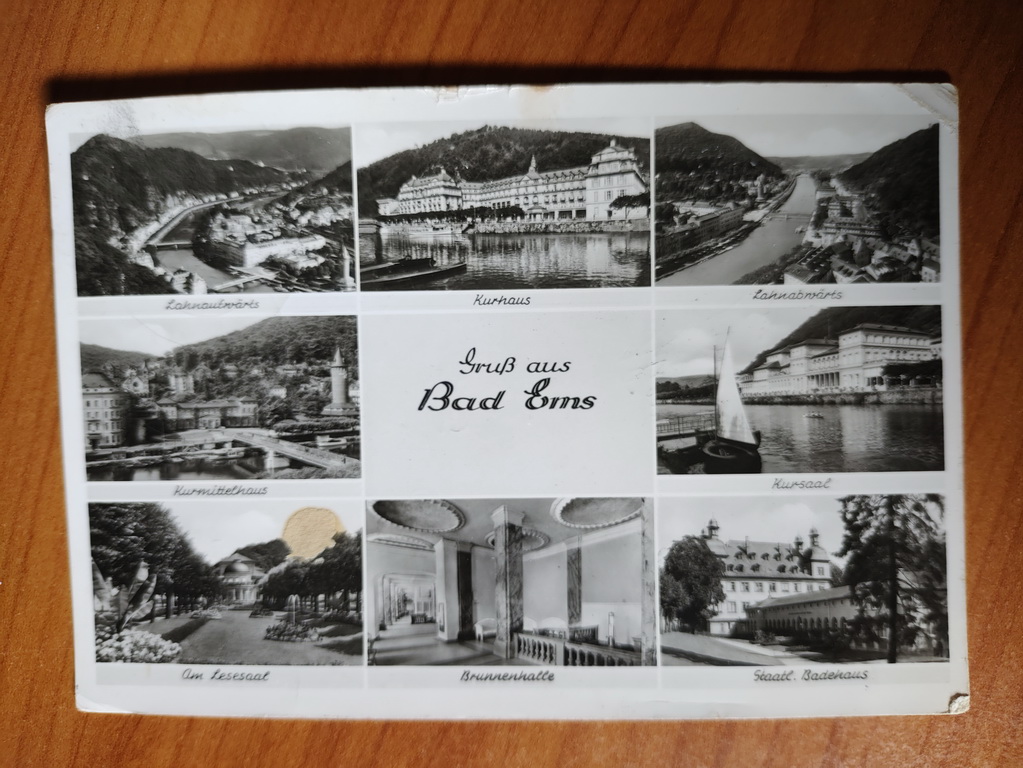 Lahnaufwärts
Kurhaus
Lahnabwärts
Gruß aus
Bad Ems
Kurmittelhaus
Kursaal
Am Lesesaal
Brunnenhalle
Staatl. Badehaus